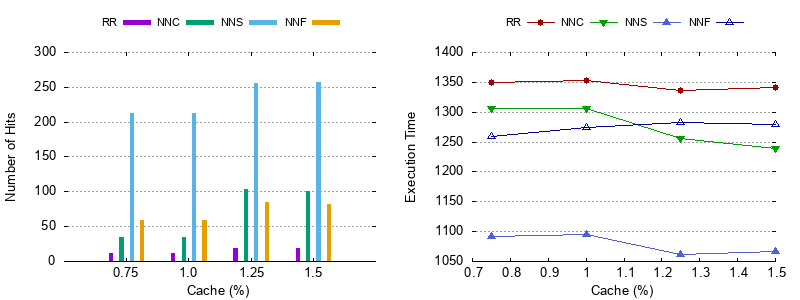 RR NNC NNS NNF
300
250
200
150
100
50
0
Number of Hits
0.75 1.0 1.25 1.5
Cache (%)
RR NNC NNS NNF
1400
1350
1300
1250
1200
1150
1100
1050
Execution Time
0.7 0.8 0.9 1 1.1 1.2 1.3 1.4 1.5
Cache (%)